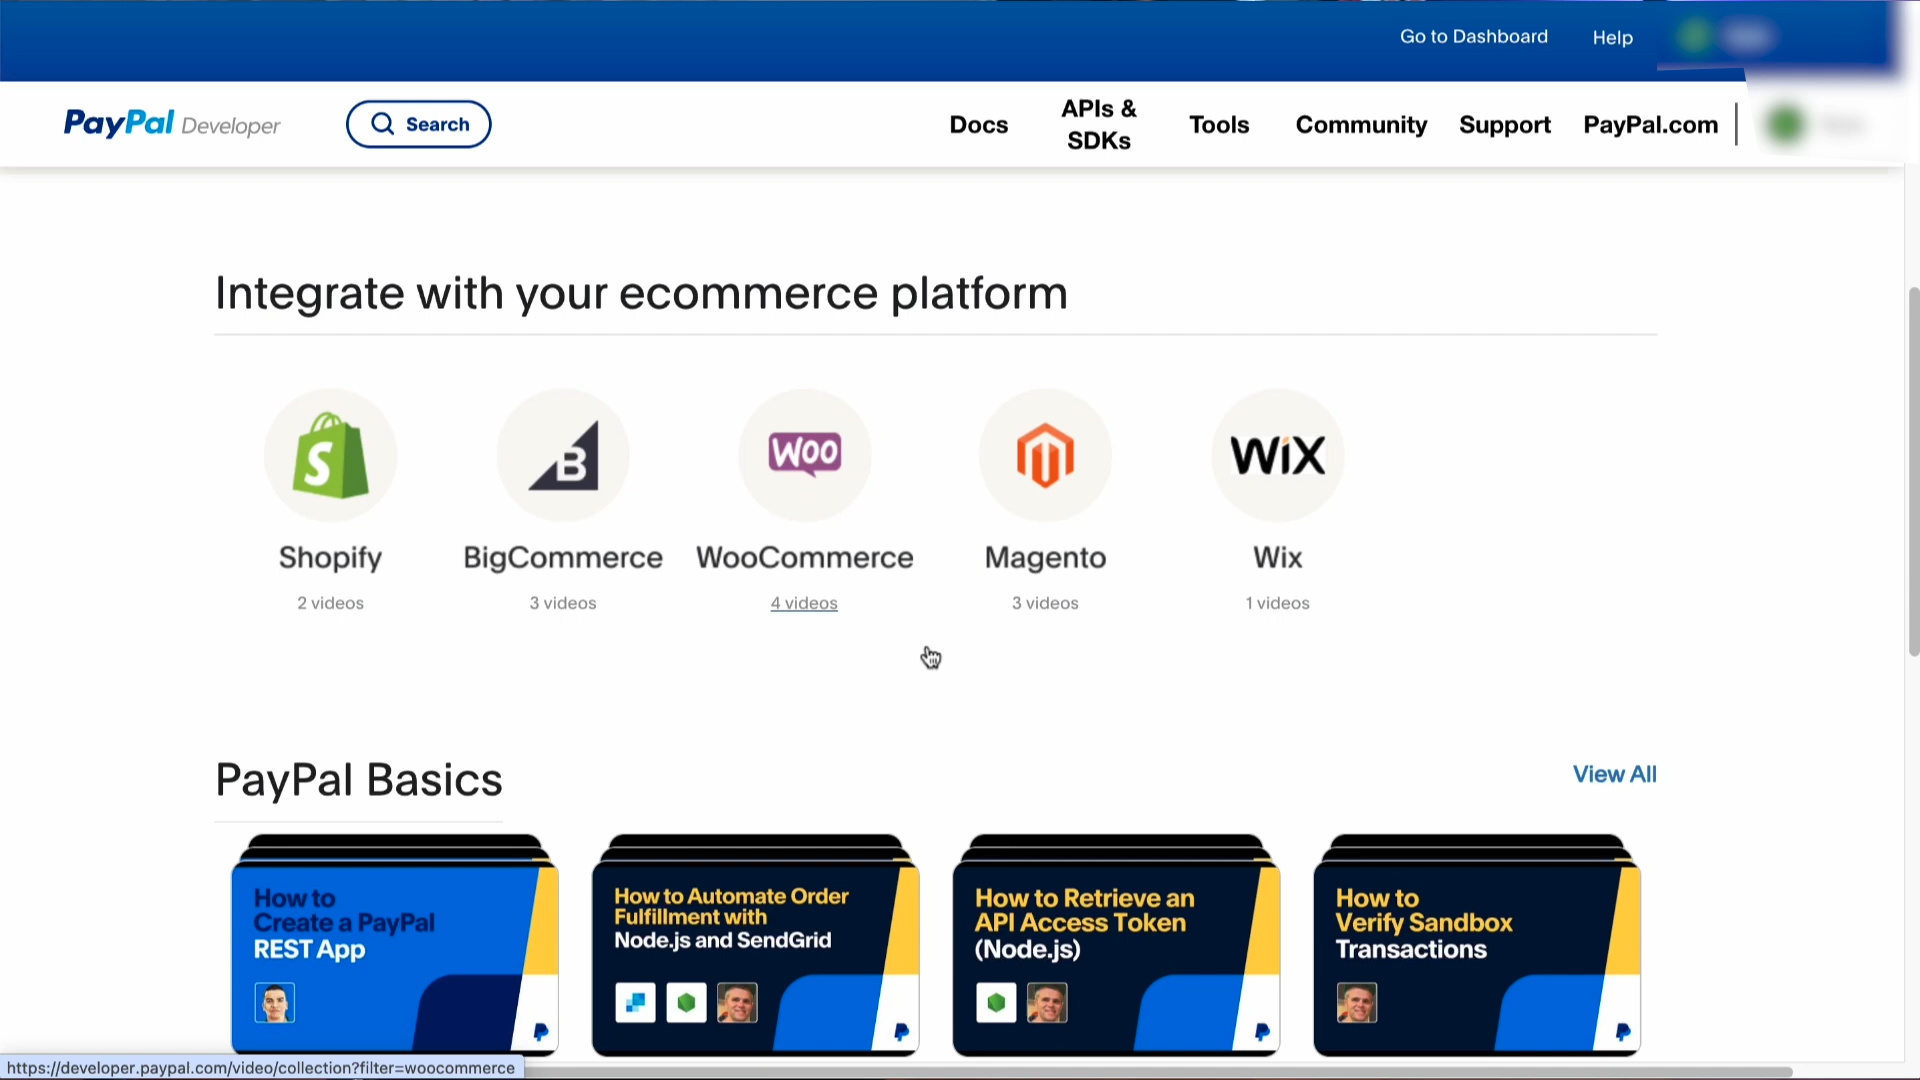 Go to Dashboard
Help
PayPal Developer
Search
Docs
APIs &
SDKs
Tools
Community
Support
PayPal.com
Integrate with your ecommerce platform
S
B
WOO
WiX
Shopify
BigCommerce
WooCommerce
Magento
Wix
2 videos
3 videos
4 videos
3 videos
1 videos
PayPal Basics
View All
How to
Create a PayPal
REST App
How to Automate Order
Fulfillment with
Node.js and SendGrid
How to Retrieve an
API Access Token
(Node.js)
How to
Verify Sandbox
Transactions
https://developer.paypal.com/video/collection?filter=woocommerce